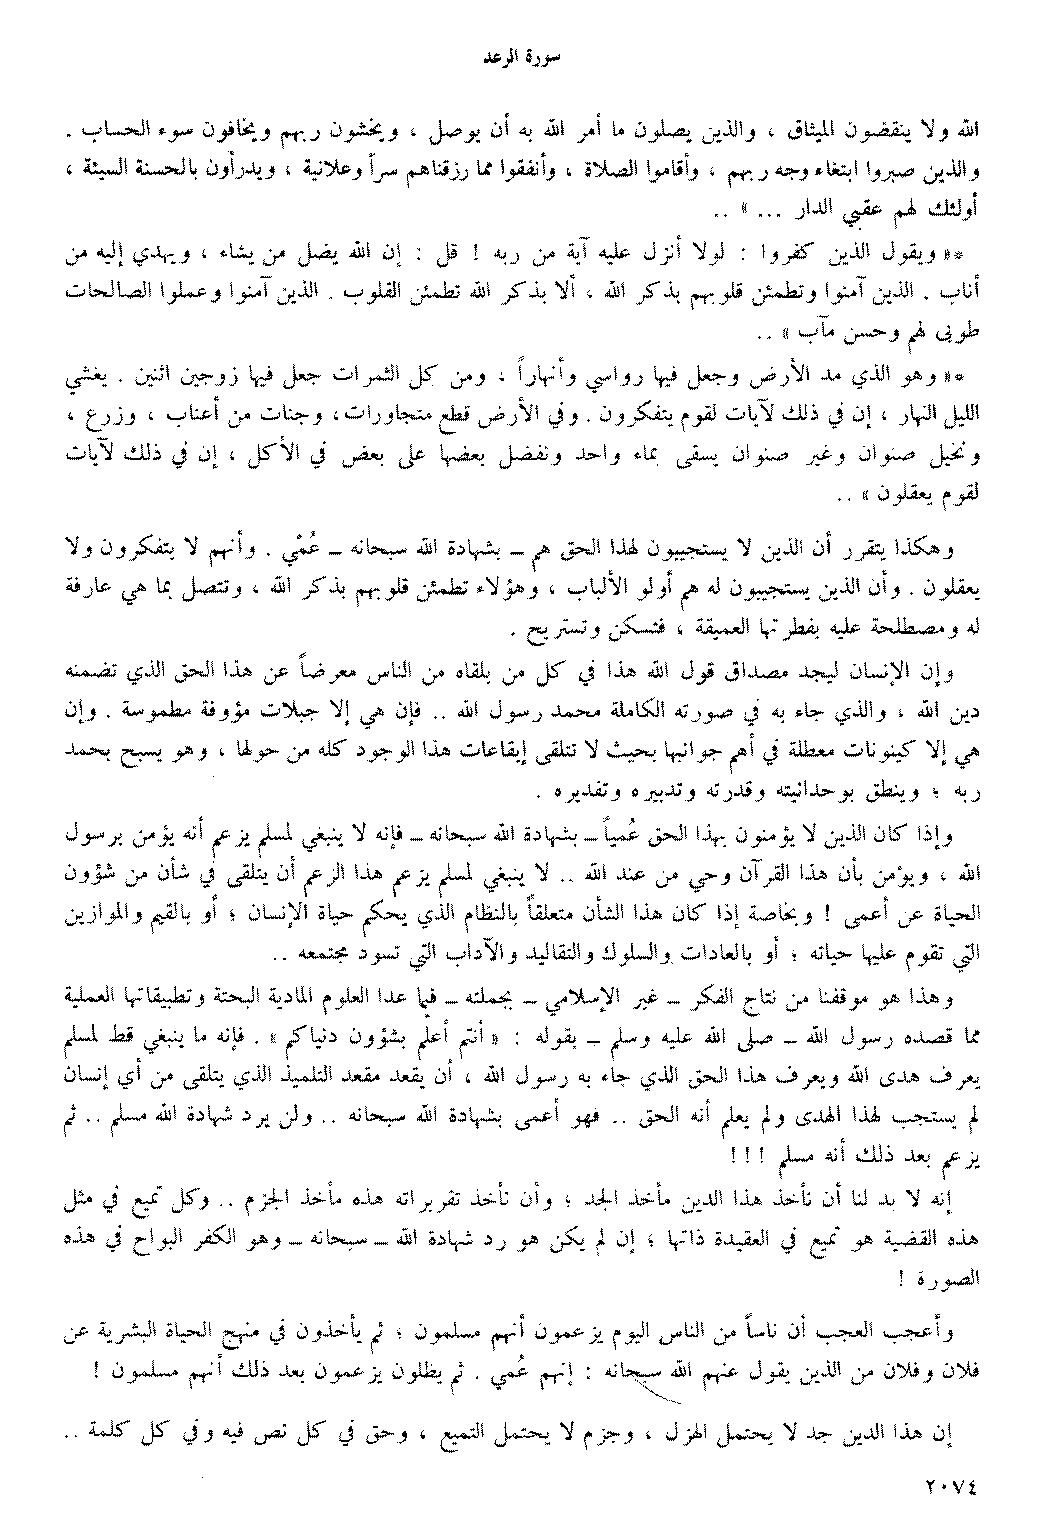 سورة الرعد
الله ولا ينقضون الميثاق ، والذين يصلون ما أمر الله به أن يوصل ، ويخشون ربهم ويخافون سوء الحساب .
والذين صبروا ابتغاء وجه ربهم ، وأقاموا الصلاة ، وأنفقوا مما رزقناهم سراً وعلانية ، ويدرأون بالحسنة السيئة ،
أولئك لهم عقبي الدار ... » ..
** « ويقول الذين كفروا : لولا أنزل عليه آية من ربه ! قل : إن الله يضل من يشاء ، ويهدي إليه من
أناب . الذين آمنوا وتطمئن قلوبهم بذكر الله ، ألا بذكر الله تطمئن القلوب . الذين آمنوا وعملوا الصالحات
طوبى لهم وحسن مآب » ..
** « وهو الذي مد الأرض وجعل فيها رواسي وأنهاراً ، ومن كل الثمرات جعل فيها زوجين اثنين . يغشي
الليل النهار ، إن في ذلك لآيات لقوم يتفكرون . وفي الأرض قطع متجاورات ، وجنات من أعناب ، وزرع ،
ونخيل صنوان وغير صنوان يسقى بماء واحد ونفضل بعضها على بعض في الأكل ، إن في ذلك لآيات
لقوم يعقلون » ..
وهكذا يتقرر أن الذين لا يستجيبون لهذا الحق هم – بشهادة الله سبحانه – عُمْي . وأنهم لا يتفكرون ولا
يعقلون . وأن الذين يستجيبون له هم أولو الألباب ، وهؤلاء تطمئن قلوبهم بذكر الله ، وتتصل بما هي عارفة
له ومصطلحة عليه بفطرتها العميقة ، فتسكن وتستريح .
وإن الإنسان ليجد مصداق قول الله هذا في كل من يلقاه من الناس معرضاً عن هذا الحق الذي تضمنه
دين الله ، والذي جاء به في صورته الكاملة محمد رسول الله .. فإن هي إلا جبلات مؤوفة مطموسة . وإن
هي إلا كينونات معطلة في أهم جوانبها بحيث لا تتلقى إيقاعات هذا الوجود كله من حولها ، وهو يسبح بحمد
ربه ؛ وينطق بوحدانيته وقدرته وتدبيره وتقديره .
وإذا كان الذين لا يؤمنون بهذا الحق عُمياً – بشهادة الله سبحانه – فإنه لا ينبغي لمسلم يزعم أنه يؤمن برسول
الله ، ويؤمن بأن هذا القرآن وحي من عند الله .. لا ينبغي لمسلم يزعم هذا الزعم أن يتلقى في شأن من شؤون
الحياة عن أعمى ! وبخاصة إذا كان هذا الشأن متعلقاً بالنظام الذي يحكم حياة الإنسان ؛ أو بالقيم والموازين
التي تقوم عليها حياته ؛ أو بالعادات والسلوك والتقاليد والآداب التي تسود مجتمعه ..
وهذا هو موقفنا من نتاج الفكر – غير الإسلامي – بجملته – فيما عدا العلوم المادية البحتة وتطبيقاتها العملية
مما قصده رسول الله – صلى الله عليه وسلم – بقوله : « أنتم أعلم بشؤون دنياكم » . فإنه ما ينبغي قط لمسلم
يعرف هدى الله ويعرف هذا الحق الذي جاء به رسول الله ، أن يقعد مقعد التلميذ الذي يتلقى من أي إنسان
لم يستجب لهذا الهدى ولم يعلم أنه الحق .. فهو أعمى بشهادة الله سبحانه .. ولن يرد شهادة الله مسلم .. ثم
يزعم بعد ذلك أنه مسلم ! ! !
إنه لا بد لنا أن نأخذ هذا الدين مأخذ الجد ؛ وأن نأخذ تقريراته هذه مأخذ الجزم .. وكل تميع في مثل
هذه القضية هو تميع في العقيدة ذاتها ؛ إن لم يكن هو رد شهادة الله – سبحانه – وهو الكفر البواح في هذه
الصورة !
وأعجب العجب أن ناساً من الناس اليوم يزعمون أنهم مسلمون ؛ ثم يأخذون في منهج الحياة البشرية عن
فلان وفلان من الذين يقول عنهم الله سبحانه : إنهم عُمي . ثم يظلون يزعمون بعد ذلك أنهم مسلمون !
إن هذا الدين جد لا يحتمل الهزل ، وجزم لا يحتمل التميع ، وحق في كل نص فيه وفي كل كلمة ..
٢٠٧٤